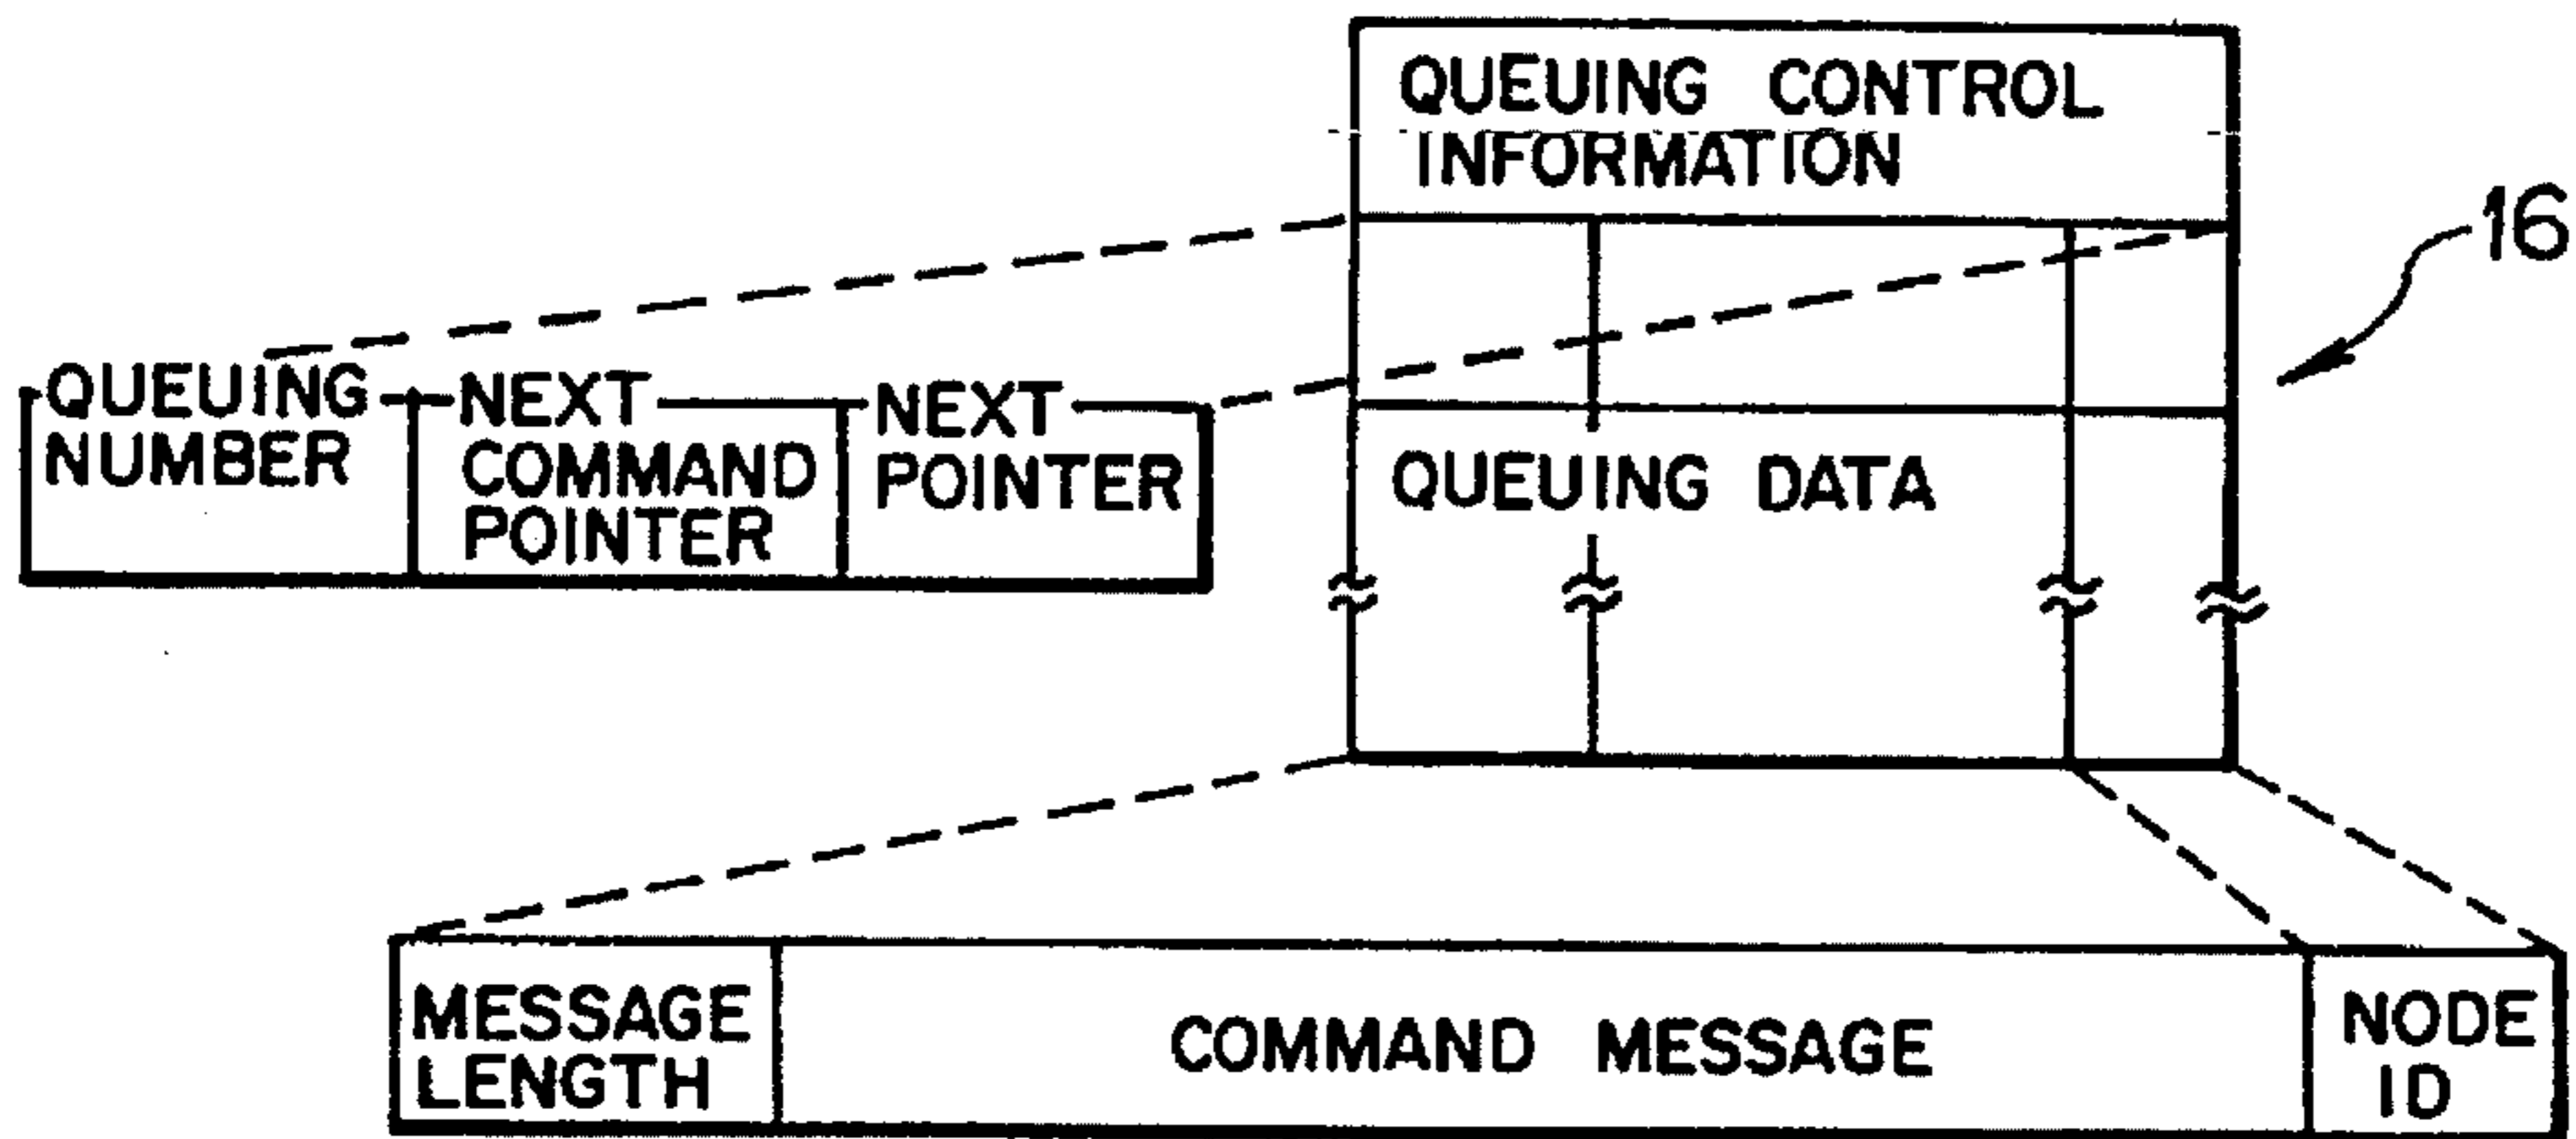 QUEUING CONTROL
INFORMATION
16
QUEUING
NUMBER
NEXT
COMMAND
POINTER
NEXT
POINTER
QUEUING DATA
MESSAGE
LENGTH
COMMAND MESSAGE
NODE
ID